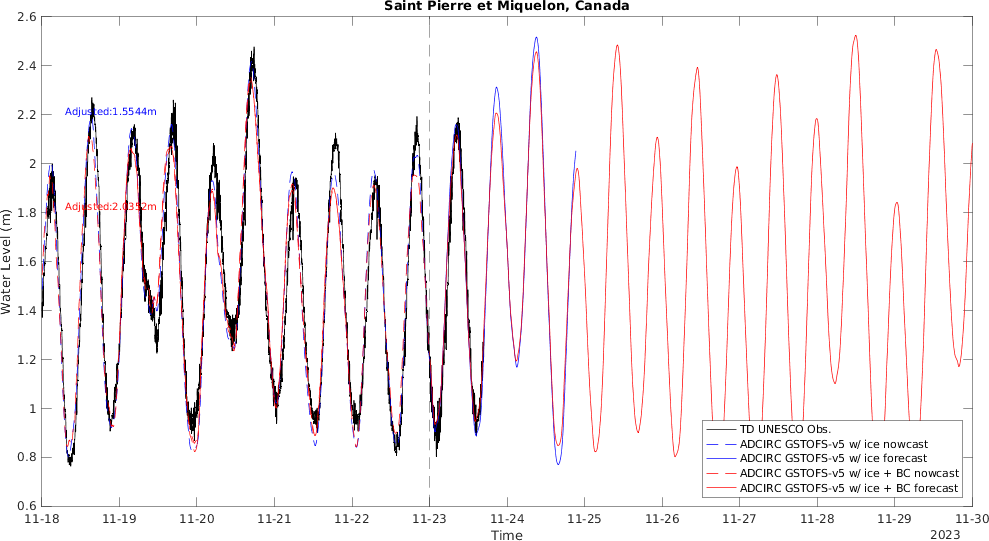 Saint Pierre et Miquelon, Canada
2.6
2.4
2.2
2
1.8
1.6
1.4
1.2
1
0.8
0.6
Water Level (m)
Adjusted:1.5544m
Adjusted:2.0352m
TD UNESCO Obs.
ADCIRC GSTOFS-v5 w/ ice nowcast
ADCIRC GSTOFS-v5 w/ ice forecast
ADCIRC GSTOFS-v5 w/ ice + BC nowcast
ADCIRC GSTOFS-v5 w/ ice + BC forecast
11-18 11-19 11-20 11-21 11-22 11-23 11-24 11-25 11-26 11-27 11-28 11-29 11-30
Time
2023